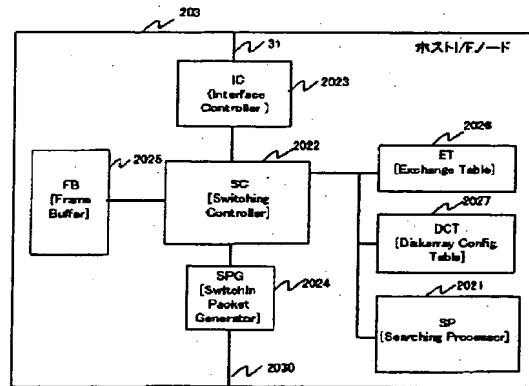 203
31
ホストI/Fノード
IC
(Interface
Controller )
2023
2026
ET
[Exchange Table]
2022
2025
FB
[Frame
Buffer]
SC
[Switching
Controller]
2027
DCT
[Diskarray Config
Table]
SPG
[Switchin
Packet
Generator]
2024
2021
SP
[Searching Processor]
2030